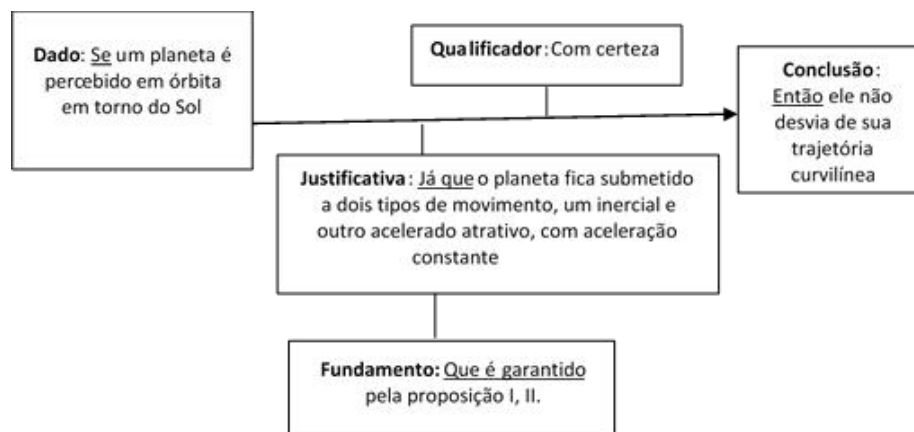 Dado: Se um planeta é
percebido em órbita
em torno do Sol
Qualificador: Com certeza
Conclusão:
Então ele não
desvia de sua
trajetória
curvilínea
Justificativa: Já que o planeta fica submetido
a dois tipos de movimento, um inercial e
outro acelerado atrativo, com aceleração
constante
Fundamento: Que é garantido
pela proposição I, II.